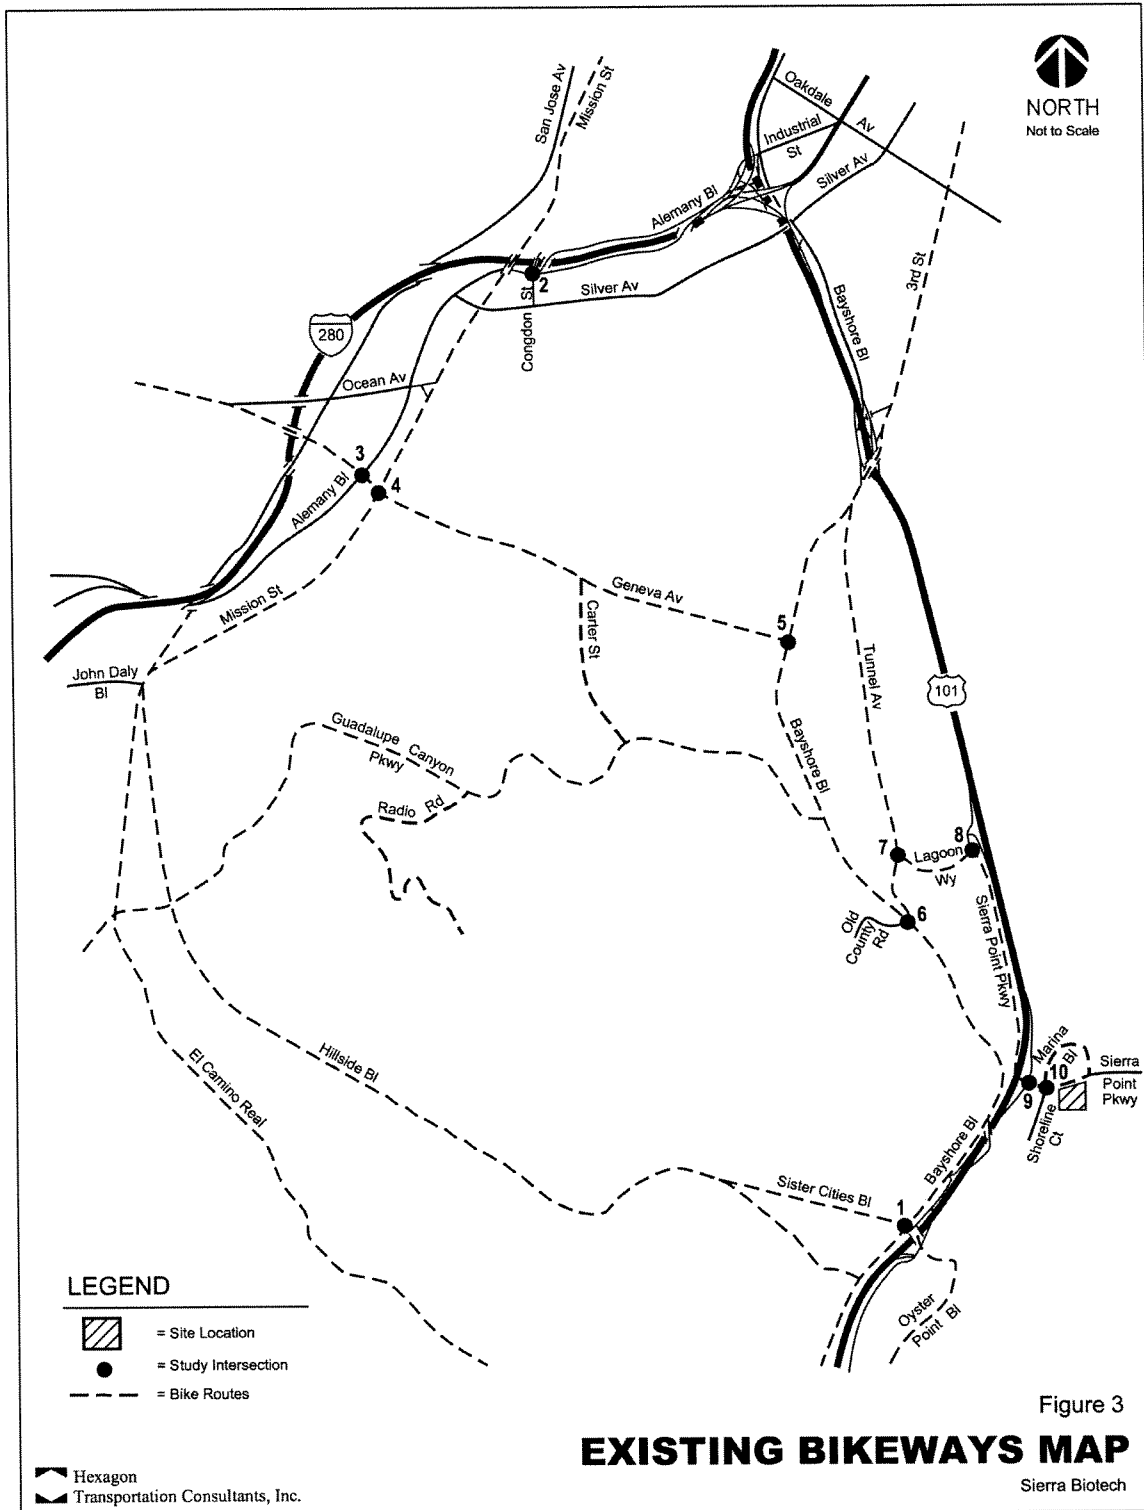 NORTH
Not to Scale
San Jose Av
Mission St
Oakdale
Av
Industrial
St
Silver Av
Alemany Bl
3rd St
2
Silver Av
Congdon St
Bayshore Bl
280
Ocean Av
3
4
Alemany Bl
Mission St
Geneva Av
Carter St
5
John Daly
Bl
Tunnel Av
101
Guadalupe Canyon
Pkwy
Bayshore Bl
Radio Rd
7
Lagoon
Wy
8
6
Old
County
Rd
Sierra Point Pkwy
Marina
Bl
10
Sierra
Point
Pkwy
9
Shoreline
Ct
Hillside Bl
El Camino Real
Bayshore Bl
Sister Cities Bl
1
Oyster
Point Bl
LEGEND
= Site Location
= Study Intersection
= Bike Routes
Figure 3
EXISTING BIKEWAYS MAP
Sierra Biotech
Hexagon
Transportation Consultants, Inc.